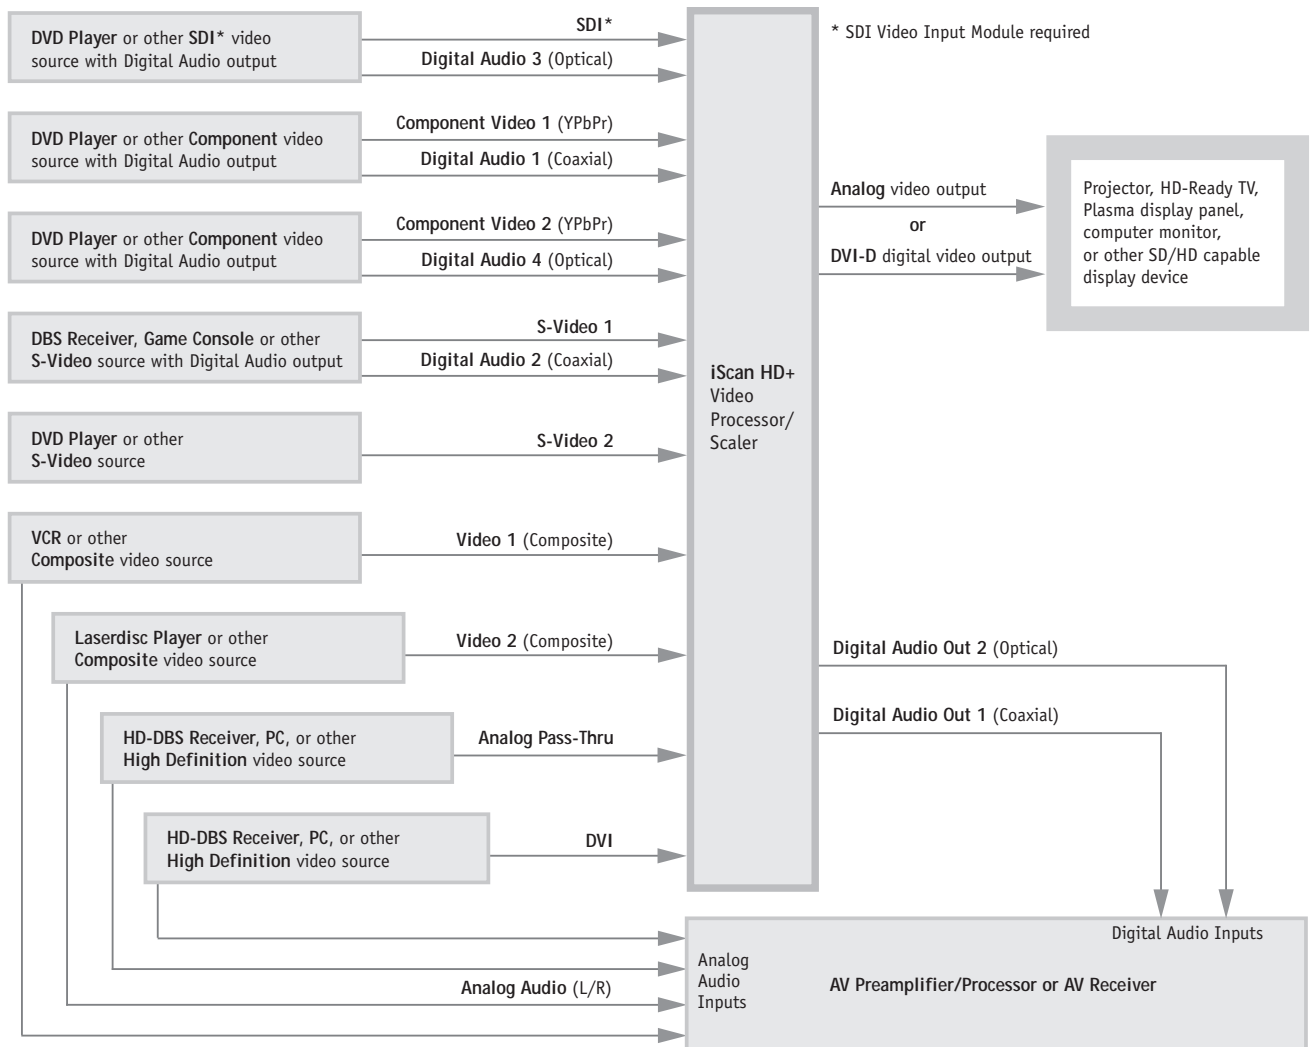 DVD Player or other SDI* video
source with Digital Audio output
SDI*
Digital Audio 3 (Optical)
* SDI Video Input Module required
DVD Player or other Component video
source with Digital Audio output
Component Video 1 (YPbPr)
Digital Audio 1 (Coaxial)
DVD Player or other Component video
source with Digital Audio output
Component Video 2 (YPbPr)
Digital Audio 4 (Optical)
DBS Receiver, Game Console or other
S-Video source with Digital Audio output
S-Video 1
Digital Audio 2 (Coaxial)
DVD Player or other
S-Video source
S-Video 2
VCR or other
Composite video source
Video 1 (Composite)
Laserdisc Player or other
Composite video source
Video 2 (Composite)
HD-DBS Receiver, PC, or other
High Definition video source
Analog Pass-Thru
HD-DBS Receiver, PC, or other
High Definition video source
DVI
iScan HD+
Video
Processor/
Scaler
Analog video output
or
DVI-D digital video output
Projector, HD-Ready TV,
Plasma display panel,
computer monitor,
or other SD/HD capable
display device
Digital Audio Out 2 (Optical)
Digital Audio Out 1 (Coaxial)
Digital Audio Inputs
Analog Audio (L/R)
Analog
Audio
Inputs
AV Preamplifier/Processor or AV Receiver